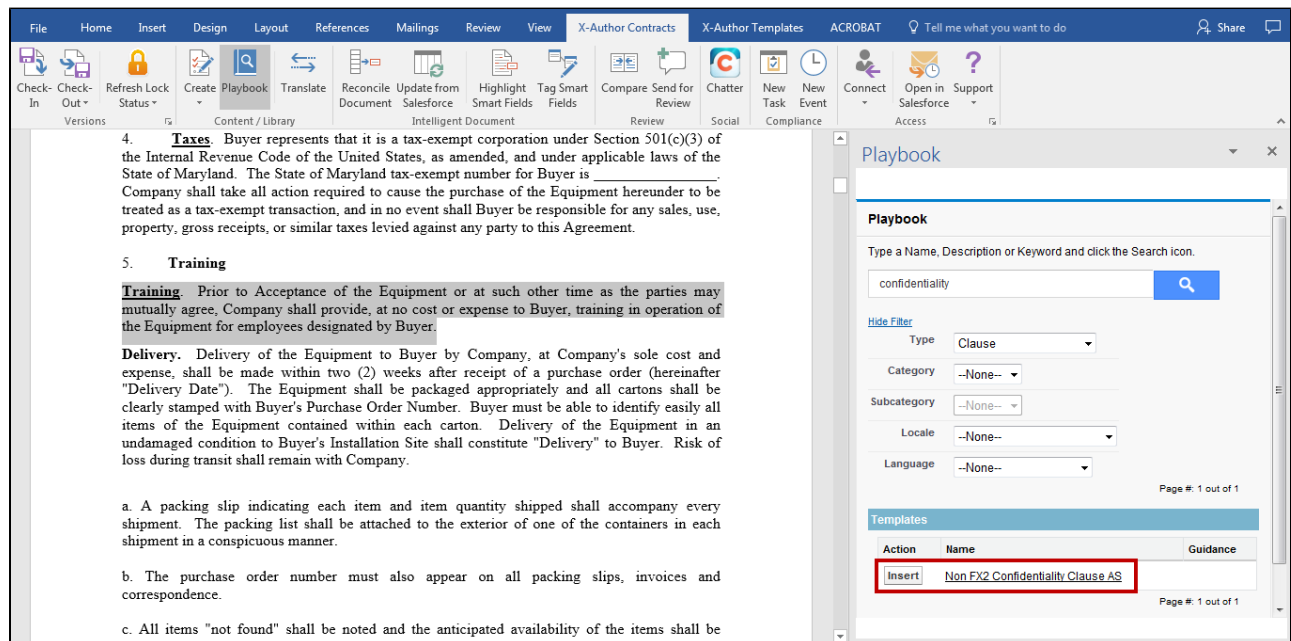 File Home Insert Design Layout References Mailings Review View X-Author Contracts X-Author Templates ACROBAT Tell me what you want to do Share
Check-In Check-Out Refresh Lock Status Create Playbook Translate Reconcile Document Update from Salesforce Highlight Smart Fields Tag Smart Fields Compare Send for Review Chatter New Task New Event Connect Open in Salesforce Support
Versions Content / Library Intelligent Document Review Social Compliance Access
4. Taxes. Buyer represents that it is a tax-exempt corporation under Section 501(c)(3) of
the Internal Revenue Code of the United States, as amended, and under applicable laws of the
State of Maryland. The State of Maryland tax-exempt number for Buyer is _________________.
Company shall take all action required to cause the purchase of the Equipment hereunder to be
treated as a tax-exempt transaction, and in no event shall Buyer be responsible for any sales, use,
property, gross receipts, or similar taxes levied against any party to this Agreement.
5. Training
Training. Prior to Acceptance of the Equipment or at such other time as the parties may
mutually agree, Company shall provide, at no cost or expense to Buyer, training in operation of
the Equipment for employees designated by Buyer.
Delivery. Delivery of the Equipment to Buyer by Company, at Company's sole cost and
expense, shall be made within two (2) weeks after receipt of a purchase order (hereinafter
"Delivery Date"). The Equipment shall be packaged appropriately and all cartons shall be
clearly stamped with Buyer's Purchase Order Number. Buyer must be able to identify easily all
items of the Equipment contained within each carton. Delivery of the Equipment in an
undamaged condition to Buyer's Installation Site shall constitute "Delivery" to Buyer. Risk of
loss during transit shall remain with Company.
a. A packing slip indicating each item and item quantity shipped shall accompany every
shipment. The packing list shall be attached to the exterior of one of the containers in each
shipment in a conspicuous manner.
b. The purchase order number must also appear on all packing slips, invoices and
correspondence.
c. All items "not found" shall be noted and the anticipated availability of the items shall be
Playbook
Playbook
Type a Name, Description or Keyword and click the Search icon.
confidentiality
Hide Filter
Type Clause
Category --None--
Subcategory --None--
Locale --None--
Language --None--
Page #: 1 out of 1
Templates
Action Name Guidance
Insert Non FX2 Confidentiality Clause AS
Page #: 1 out of 1